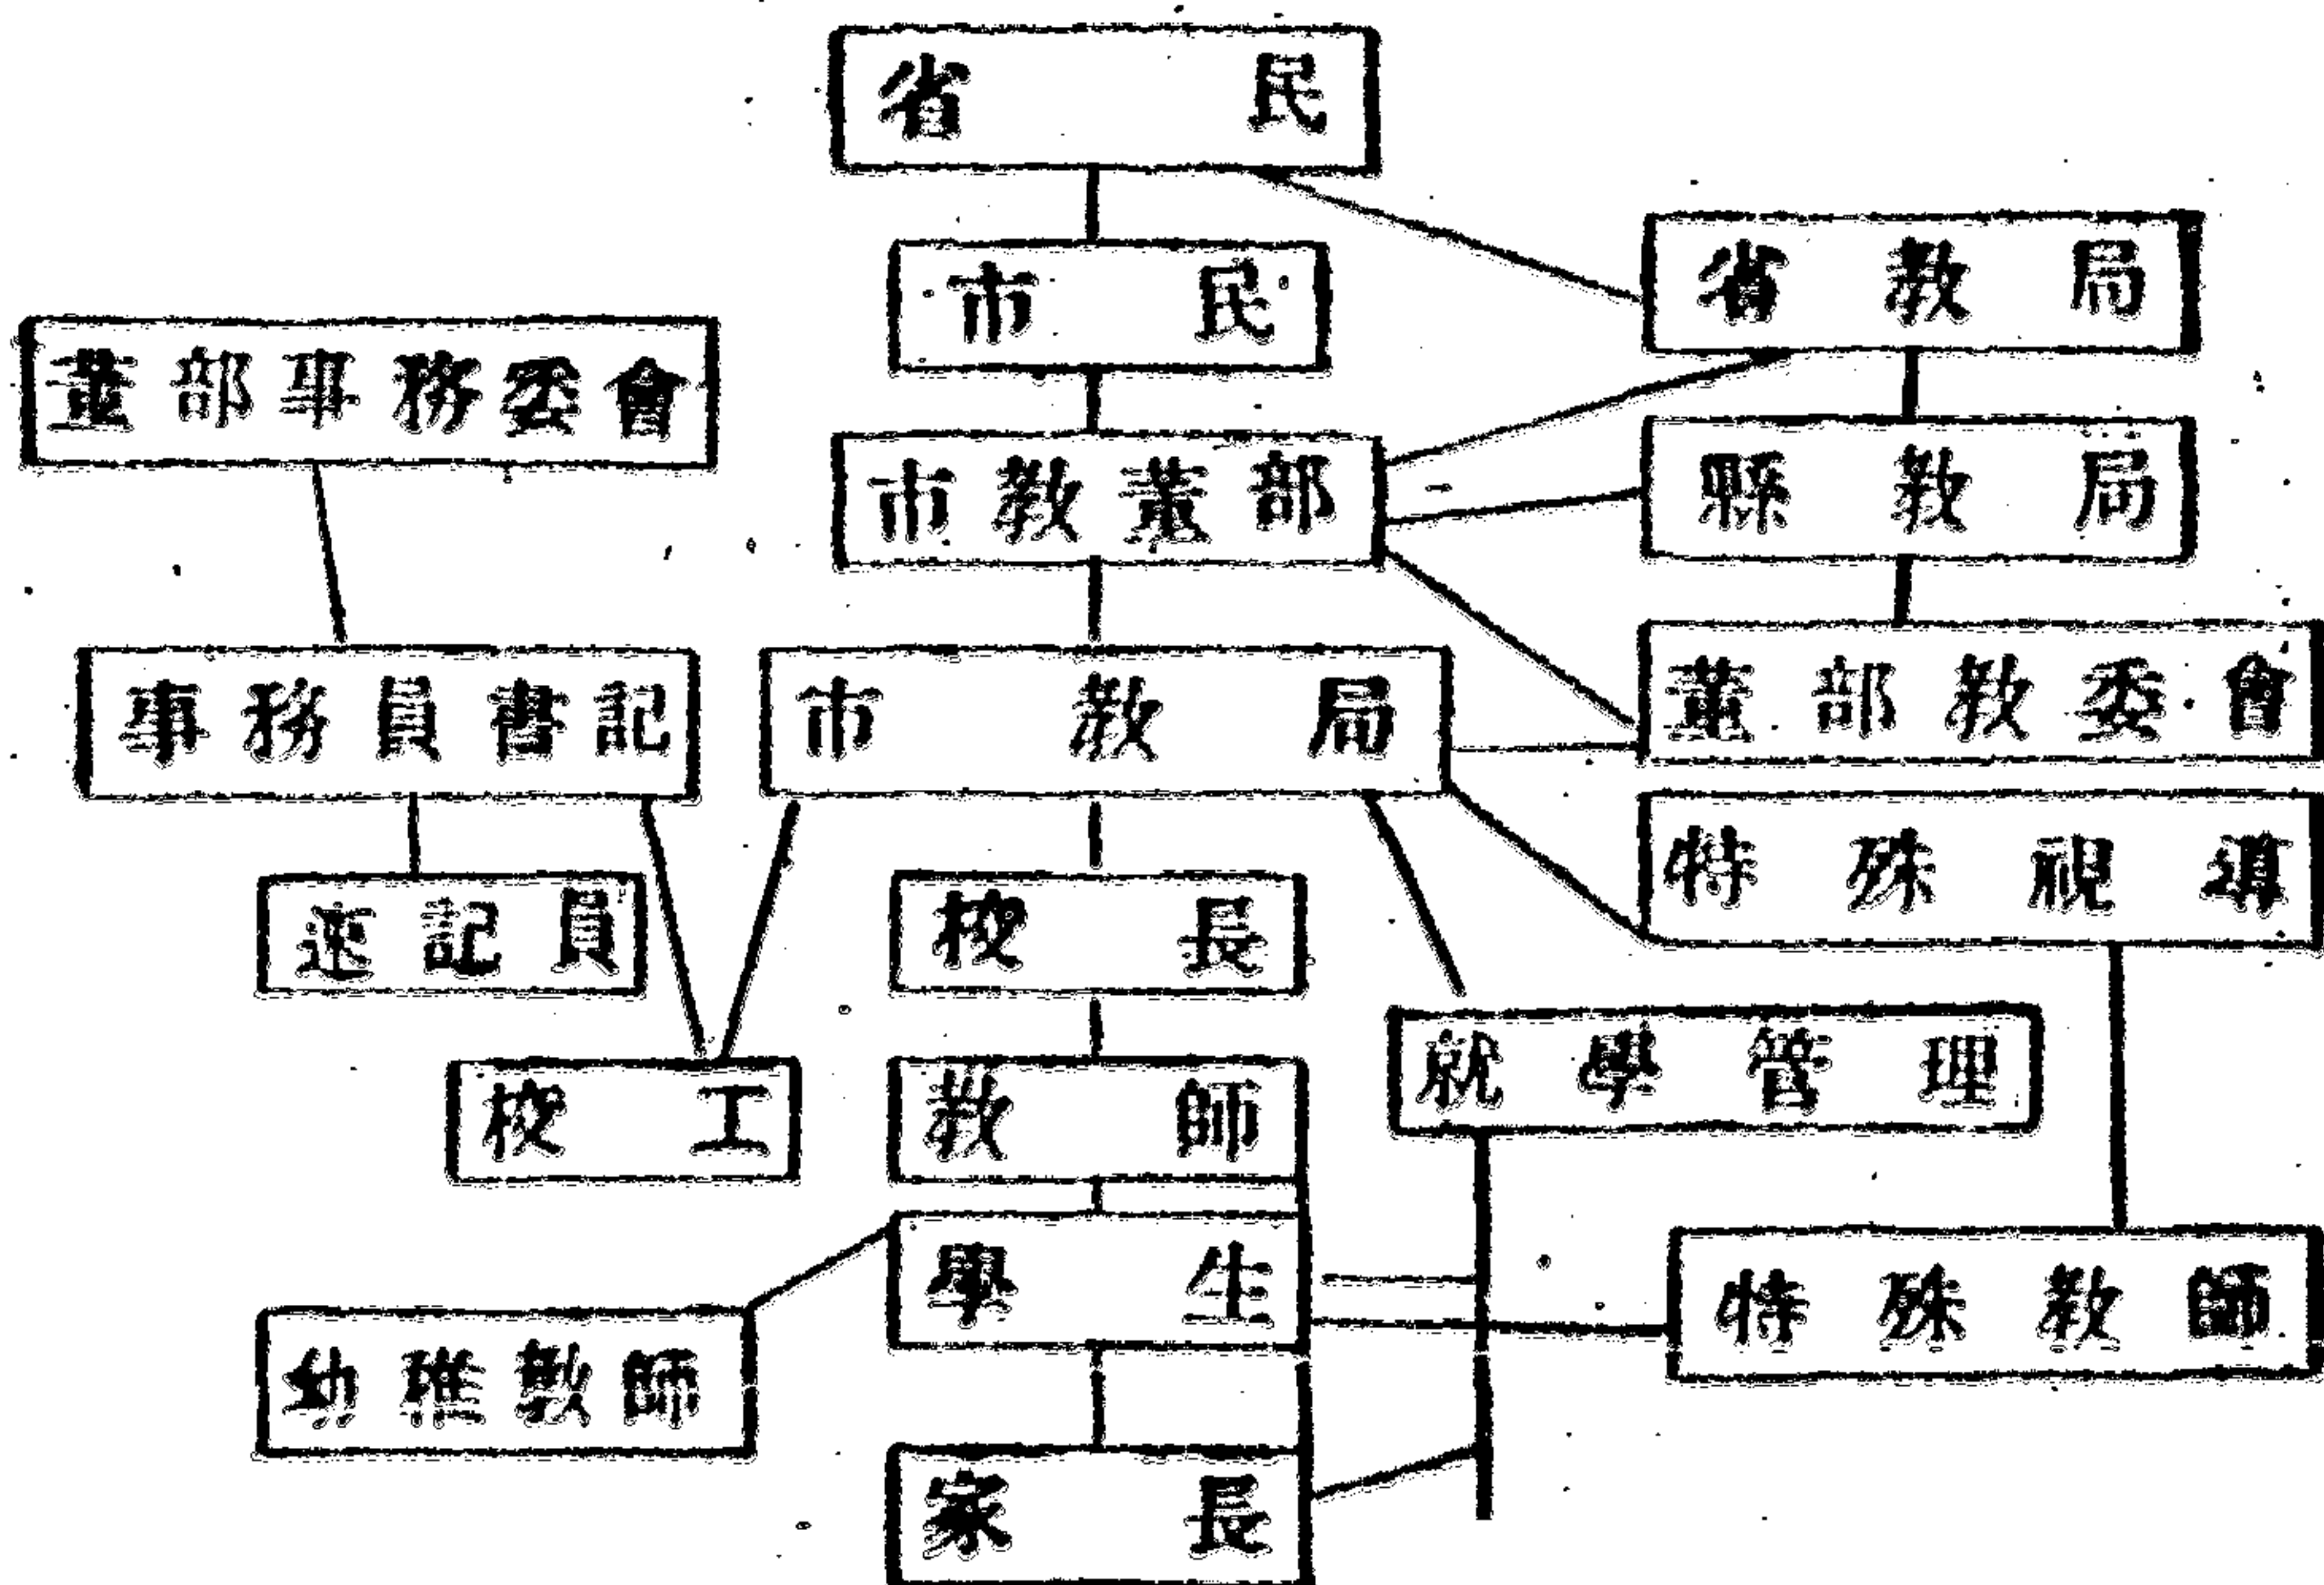 省民
市民
省教局
董部事務委會
市教董部
縣教局
事務員書記
市教局
董部教委會
特殊視導
速記員
校長
就學管理
校工
教師
學生
特殊教師
幼稚教師
家長